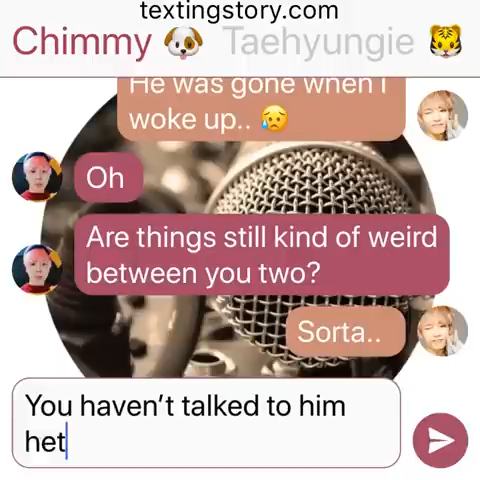 textingstory.com
Chimmy 🐶 Taehyungie 🐯
He was gone when I
woke up.. 😥
Oh
Are things still kind of weird
between you two?
Sorta..
You haven't talked to him
het